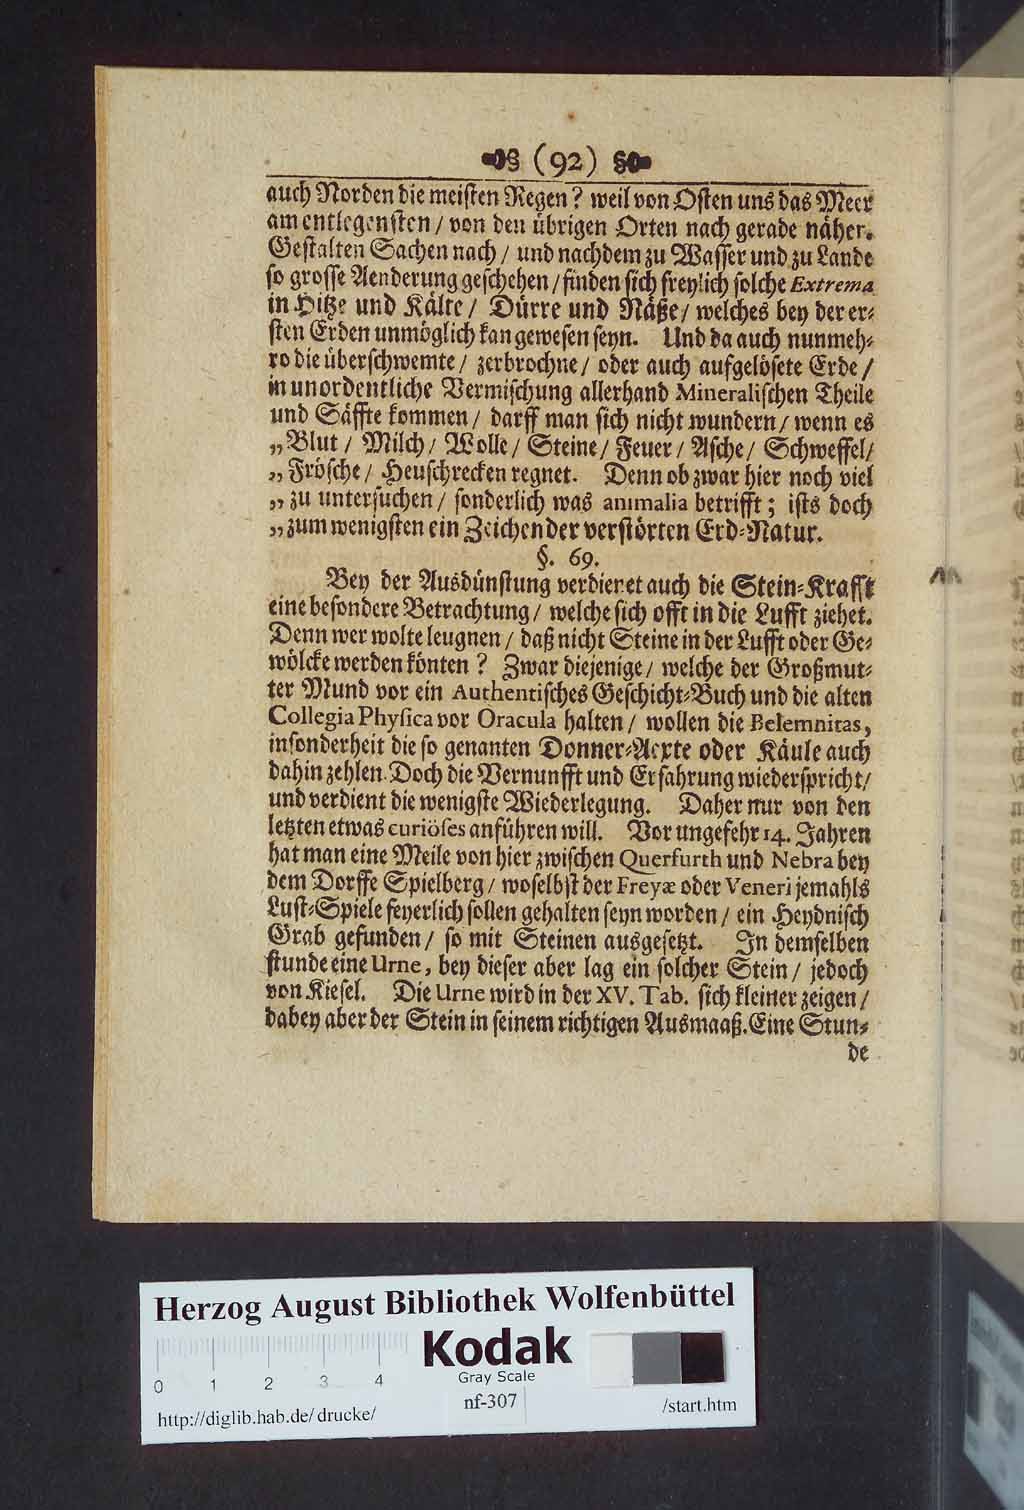 (92)
auch Norden die meisten Regen? weil von Osten uns das Meer
am entlegensten / von den übrigen Orten nach gerade näher.
Gestalten Sachen nach / und nachdem zu Wasser und zu Lande
so grosse Aenderung geschehen / finden sich freylich solche Extrema
in Hitze und Kälte / Dürre und Näße / welches bey der er-
sten Erden unmöglich kan gewesen seyn. Und da auch nunmeh-
ro die überschwemte / zerbrochne / oder auch aufgelösete Erde /
in unordentliche Vermischung allerhand Mineralischen Theile
und Säffte kommen / darff man sich nicht wundern / wenn es
„Blut / Milch / Wolle / Steine / Feuer / Asche / Schweffel /
„Frösche / Heuschrecken regnet. Denn ob zwar hier noch viel
„zu untersuchen / sonderlich was animalia betrifft; ists doch
„zum wenigsten ein Zeichen der verstörten Erd-Natur.
§. 69.
Bey der Ausdünstung verdienet auch die Stein-Krafft
eine besondere Betrachtung / welche sich offt in die Lufft ziehet.
Denn wer wolte leugnen / daß nicht Steine in der Lufft oder Ge-
wölcke werden könten? Zwar diejenige / welche der Großmut-
ter Mund vor ein Authentisches Geschicht-Buch und die alten
Collegia Physica vor Oracula halten / wollen die Belemnitas,
insonderheit die so genanten Donner-Aexte oder Käule auch
dahin zehlen. Doch die Vernunfft und Erfahrung wiederspricht /
und verdient die wenigste Wiederlegung. Daher nur von den
letzten etwas curiöses anführen will. Vor ungefehr 14. Jahren
hat man eine Meile von hier zwischen Querfurth und Nebra bey
dem Dorffe Spielberg / woselbst der Freyæ oder Veneri jemahls
Lust-Spiele feyerlich sollen gehalten seyn worden / ein Heydnisch
Grab gefunden / so mit Steinen ausgesetzt. In demselben
stunde eine Urne, bey dieser aber lag ein solcher Stein / jedoch
von Kiesel. Die Urne wird in der XV. Tab. sich kleiner zeigen /
dabey aber der Stein in seinem richtigen Ausmaaß. Eine Stun-
de
Herzog August Bibliothek Wolfenbüttel
Kodak
Gray Scale
0 1 2 3 4
nf-307
http://diglib.hab.de/drucke/ /start.htm